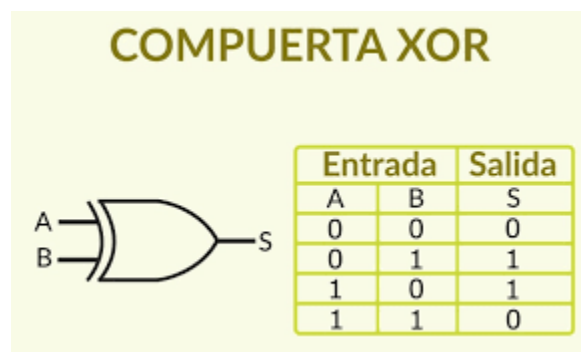 COMPUERTA XOR
Entrada Salida
A B S
0 0 0
0 1 1
1 0 1
1 1 0
A
B
S